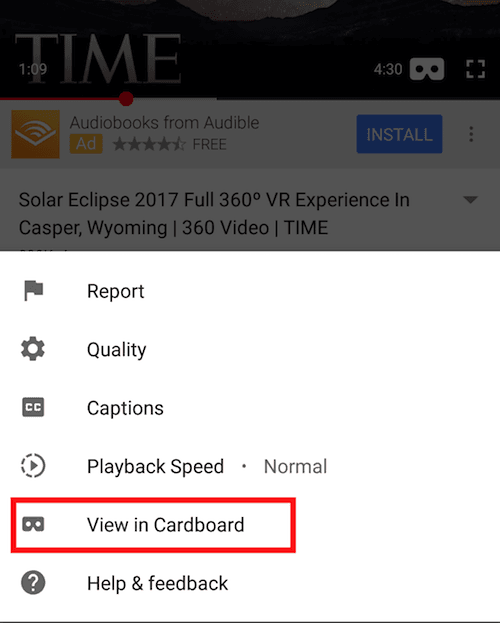 TIME
1:09
4:30
Audiobooks from Audible
Ad FREE
INSTALL
Solar Eclipse 2017 Full 360º VR Experience In
Casper, Wyoming | 360 Video | TIME
Report
Quality
CC Captions
Playback Speed • Normal
View in Cardboard
? Help & feedback